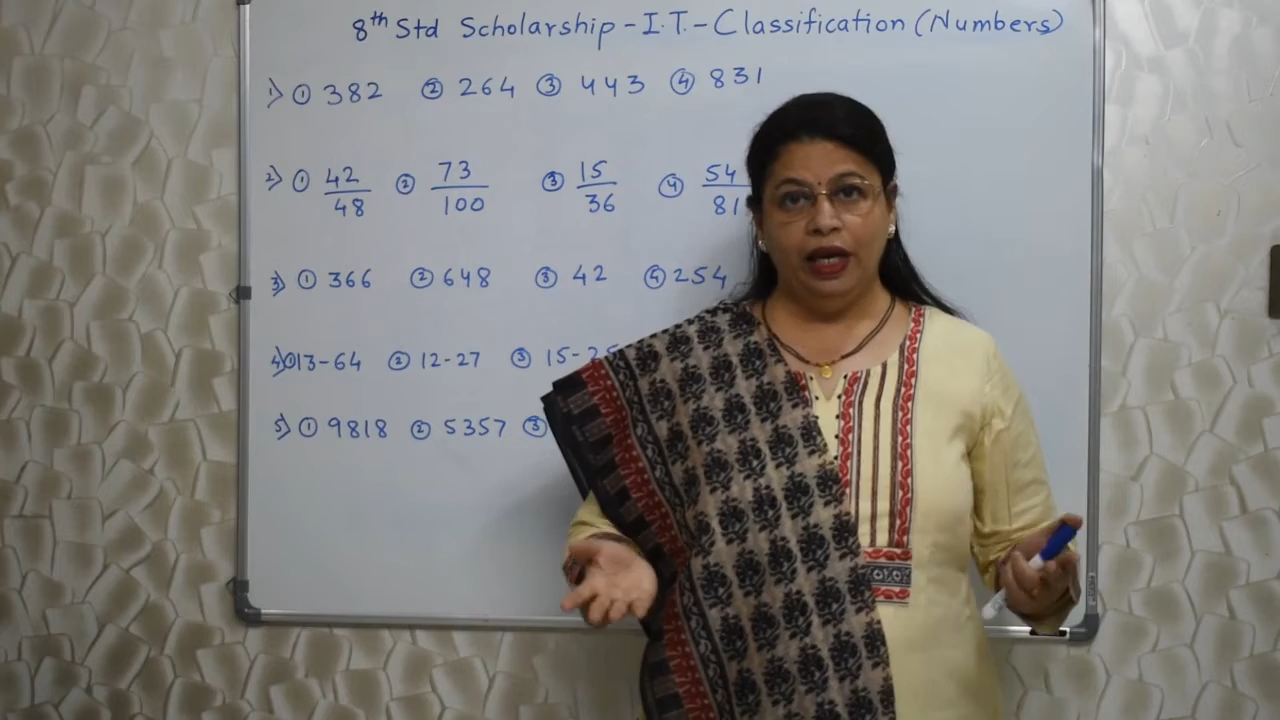 8th Std Scholarship - I.T. - Classification (Numbers)
1) ① 382 ② 264 ③ 443 ④ 831
2) ① 42/48 ② 73/100 ③ 15/36 ④ 54/81
3) ① 366 ② 648 ③ 42 ④ 254
4) ① 13-64 ② 12-27 ③ 15-25
5) ① 9818 ② 5357 ③